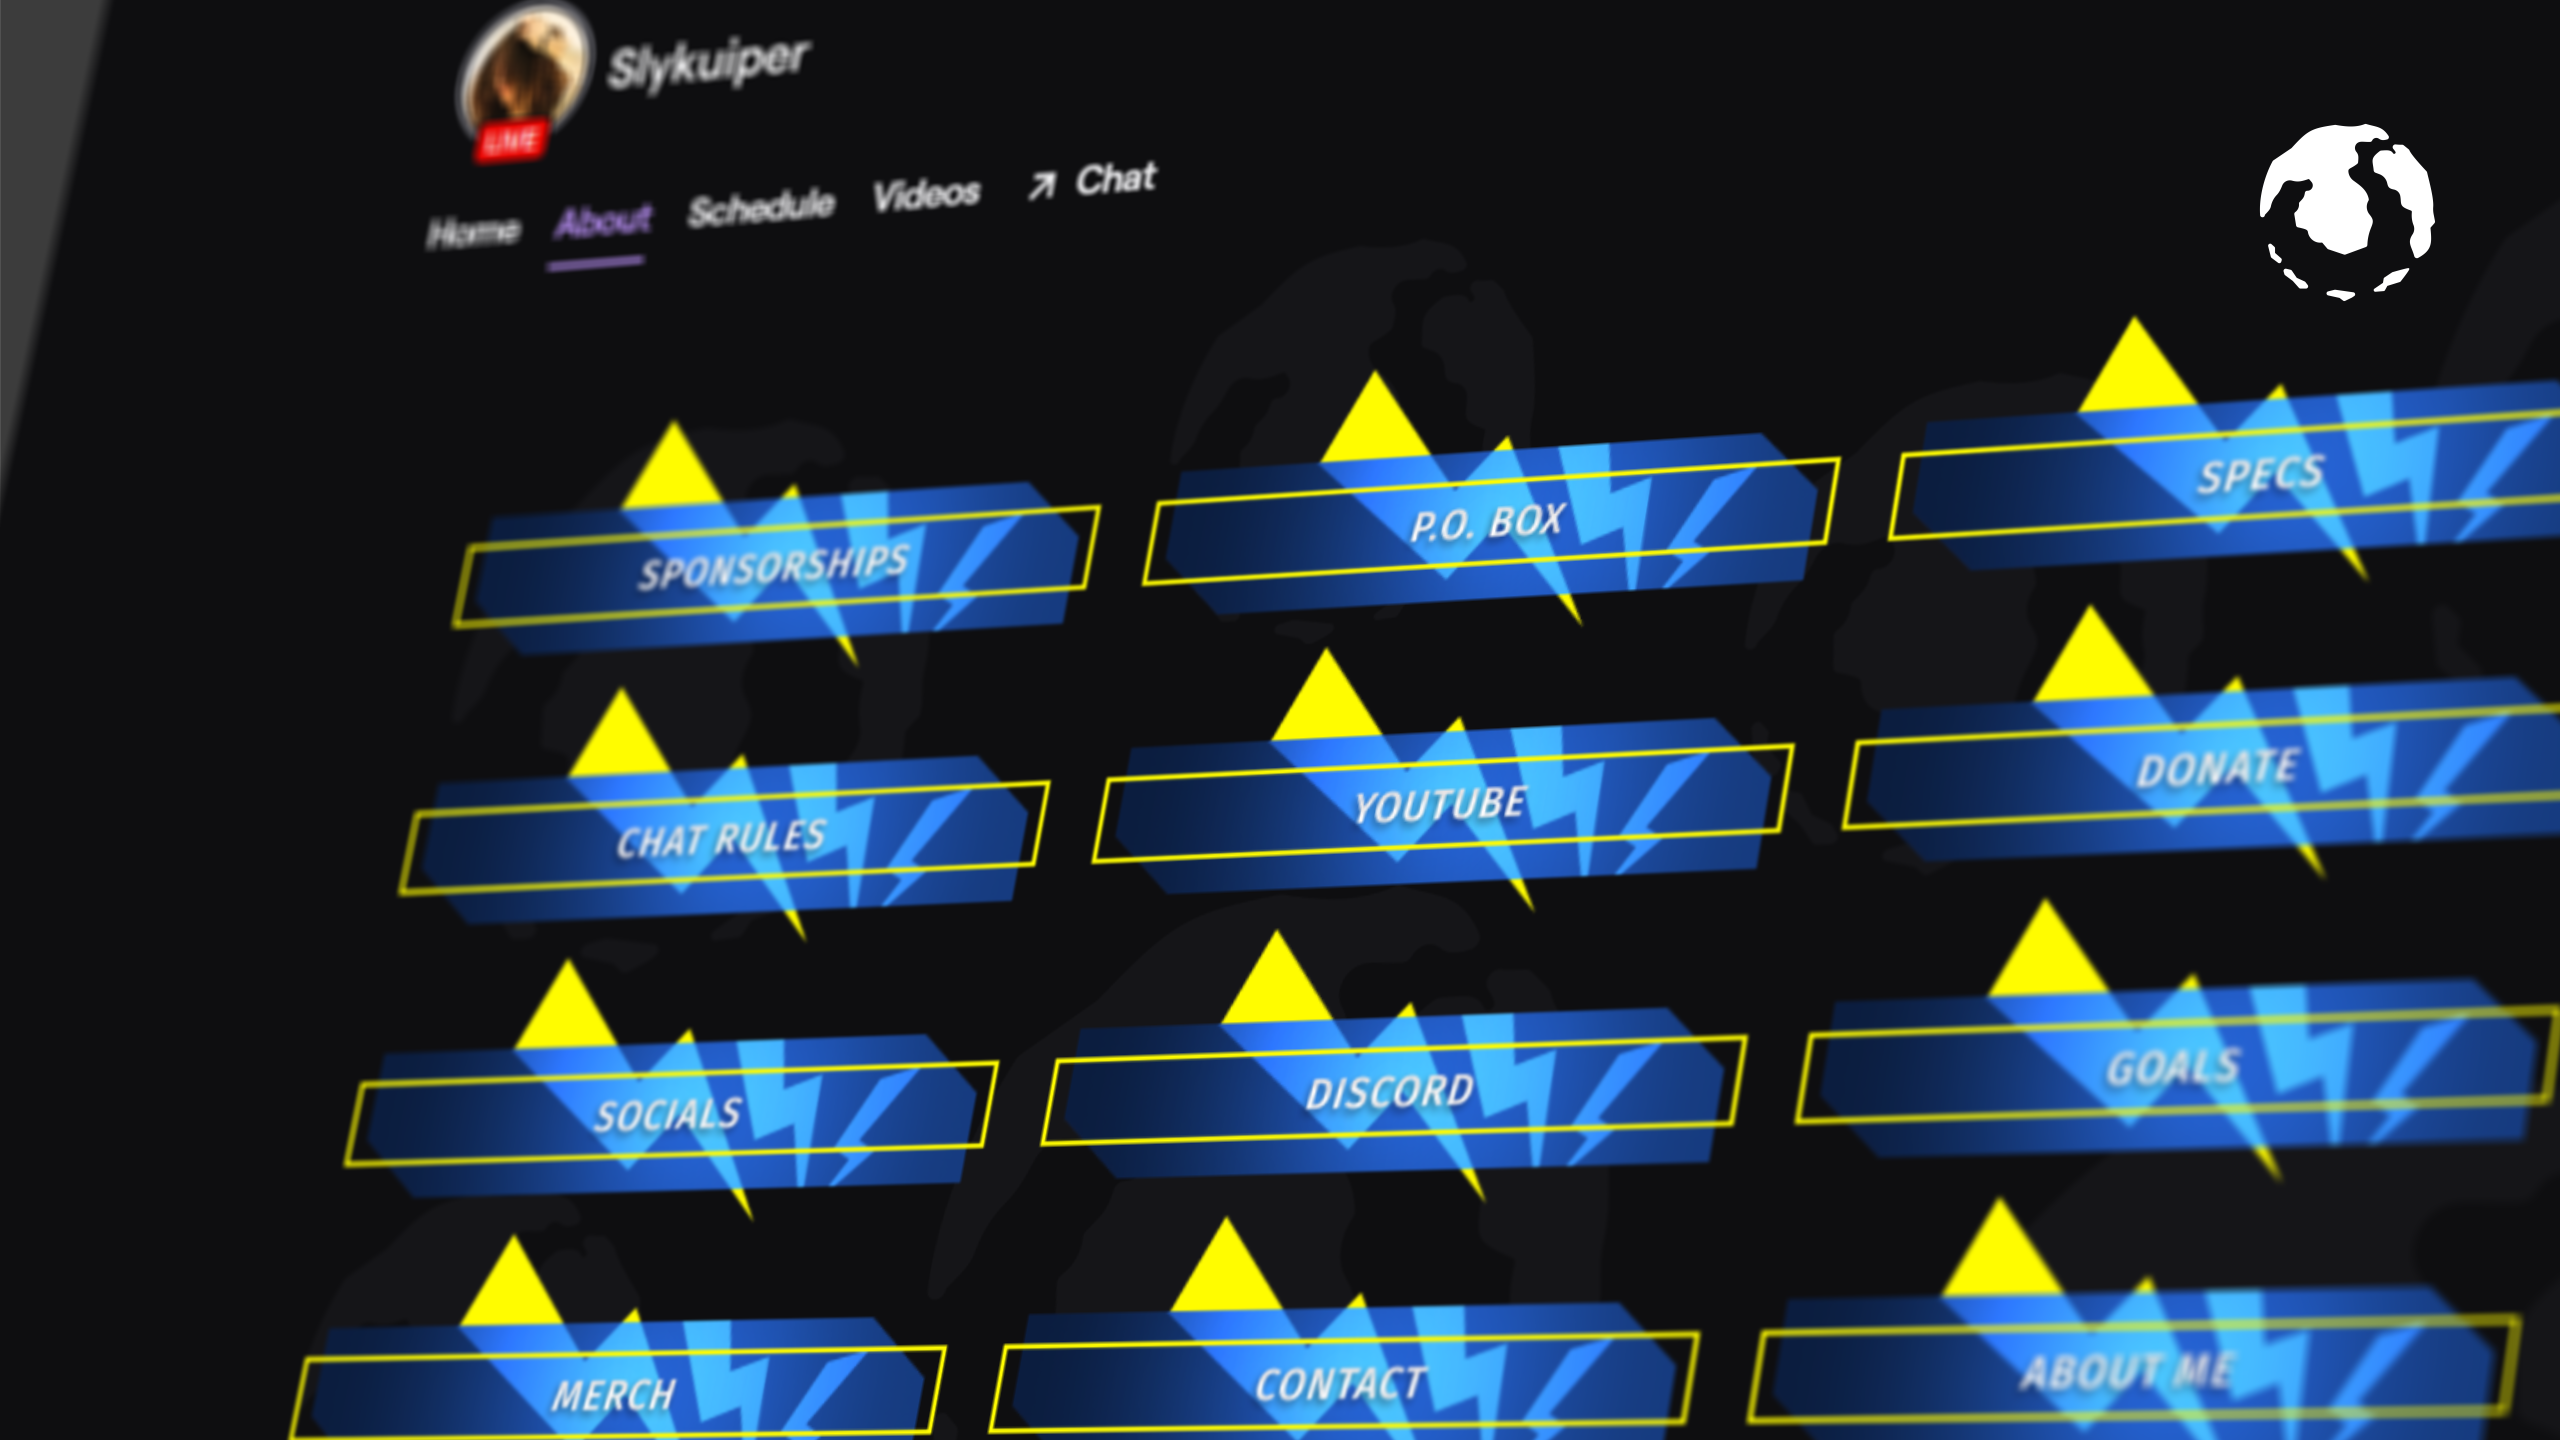 Slykuiper
LIVE
Home About Schedule Videos Chat
SPONSORSHIPS P.O. BOX SPECS
CHAT RULES YOUTUBE DONATE
SOCIALS DISCORD GOALS
MERCH CONTACT ABOUT ME